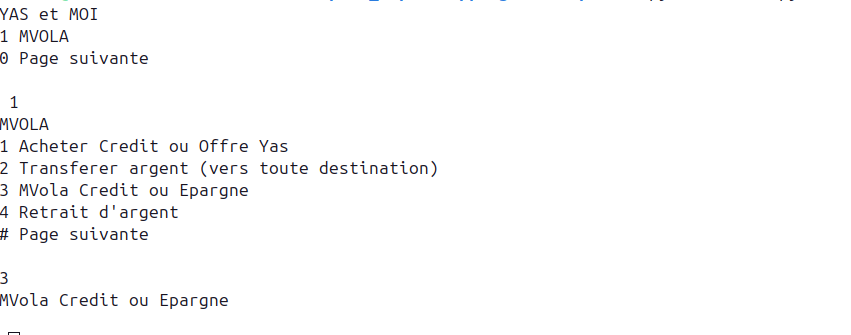 YAS et MOI
1 MVOLA
0 Page suivante
1
MVOLA
1 Acheter Credit ou Offre Yas
2 Transferer argent (vers toute destination)
3 MVola Credit ou Epargne
4 Retrait d'argent
# Page suivante
3
MVola Credit ou Epargne